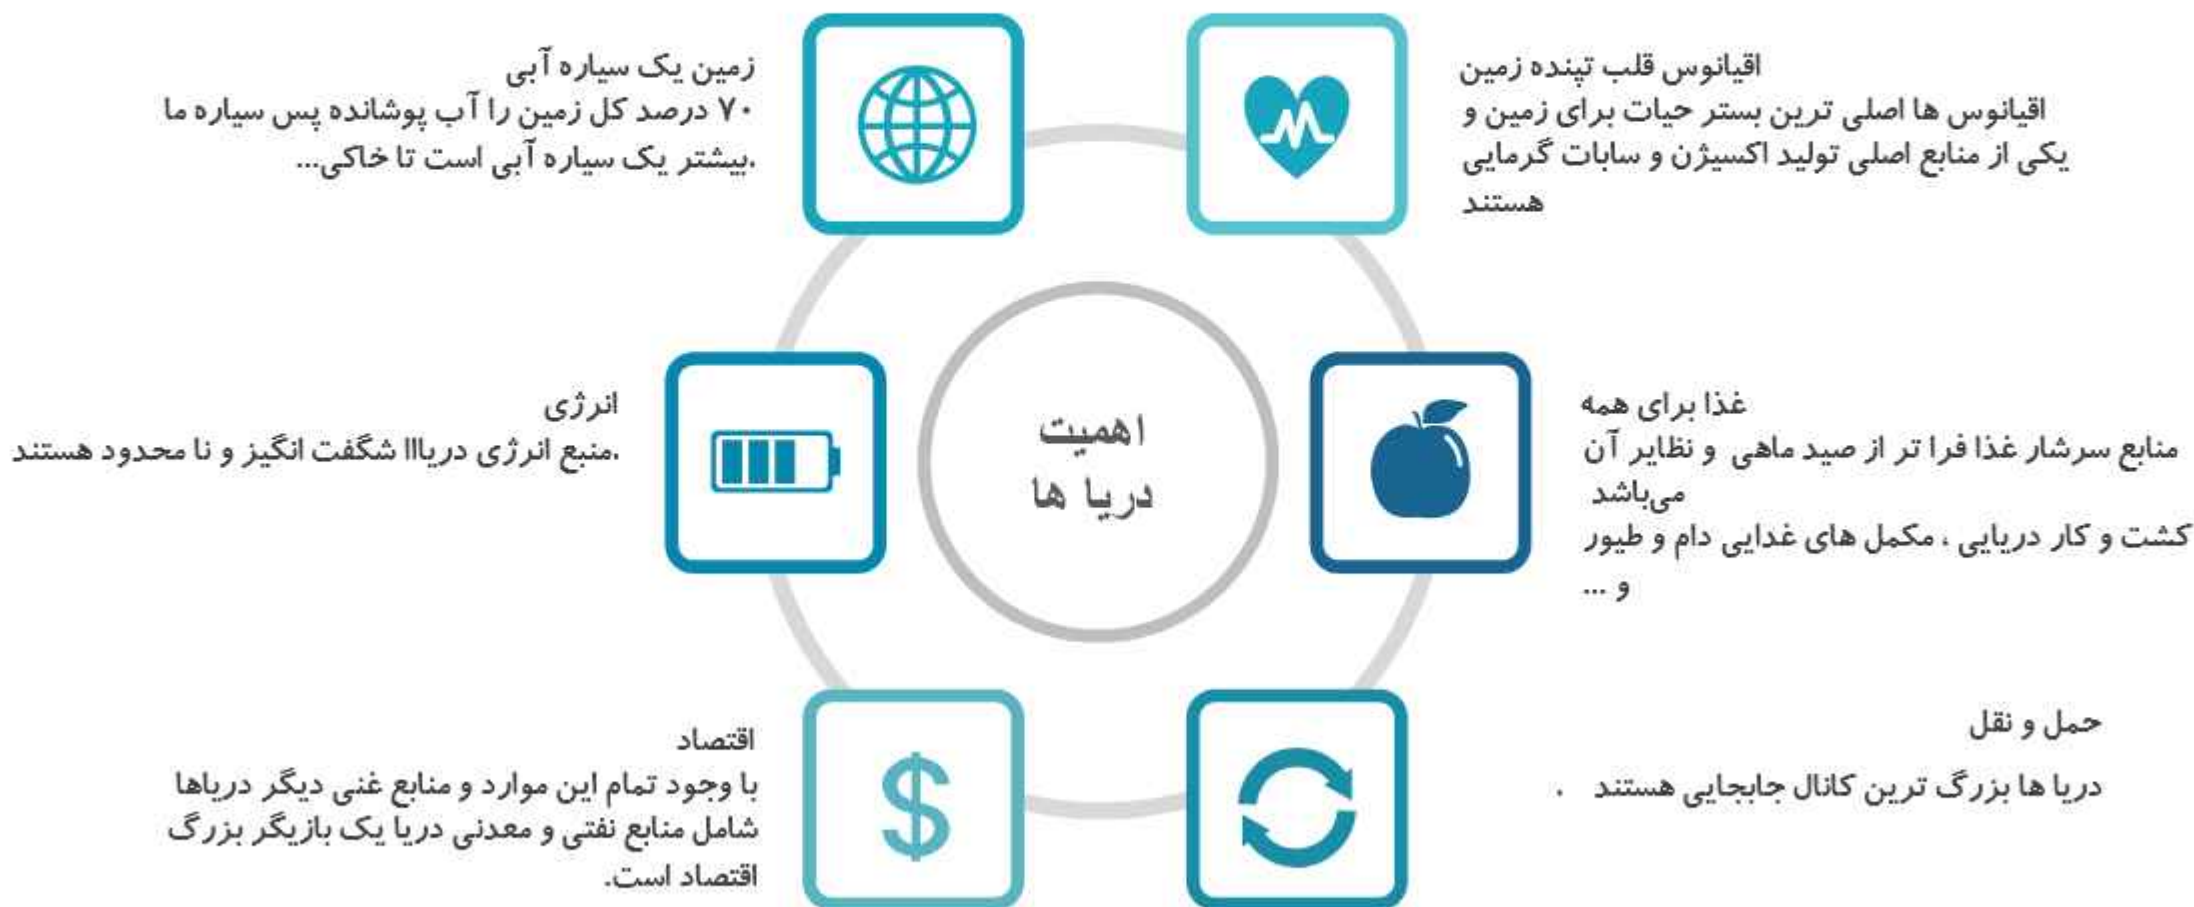 اقیانوس قلب تپنده زمین
اقیانوس ها اصلی ترین بستر حیات برای زمین و
یکی از منابع اصلی تولید اکسیژن و سابات گرمایی
هستند
زمین یک سیاره آبی
۷۰ درصد کل زمین را آب پوشانده پس سیاره ما
.بیشتر یک سیاره آبی است تا خاکی...
اهمیت
دریا ها
غذا برای همه
منابع سرشار غذا فرا تر از صید ماهی و نظایر آن
می‌باشد
کشت و کار دریایی ، مکمل های غدایی دام و طیور
و ...
انرژی
.منبع انرژی دریااا شگفت انگیز و نا محدود هستند
حمل و نقل
دریا ها بزرگ ترین کانال جابجایی هستند .
اقتصاد
با وجود تمام این موارد و منابع غنی دیگر دریاها
شامل منابع نفتی و معدنی دریا یک بازیگر بزرگ
اقتصاد است.
$